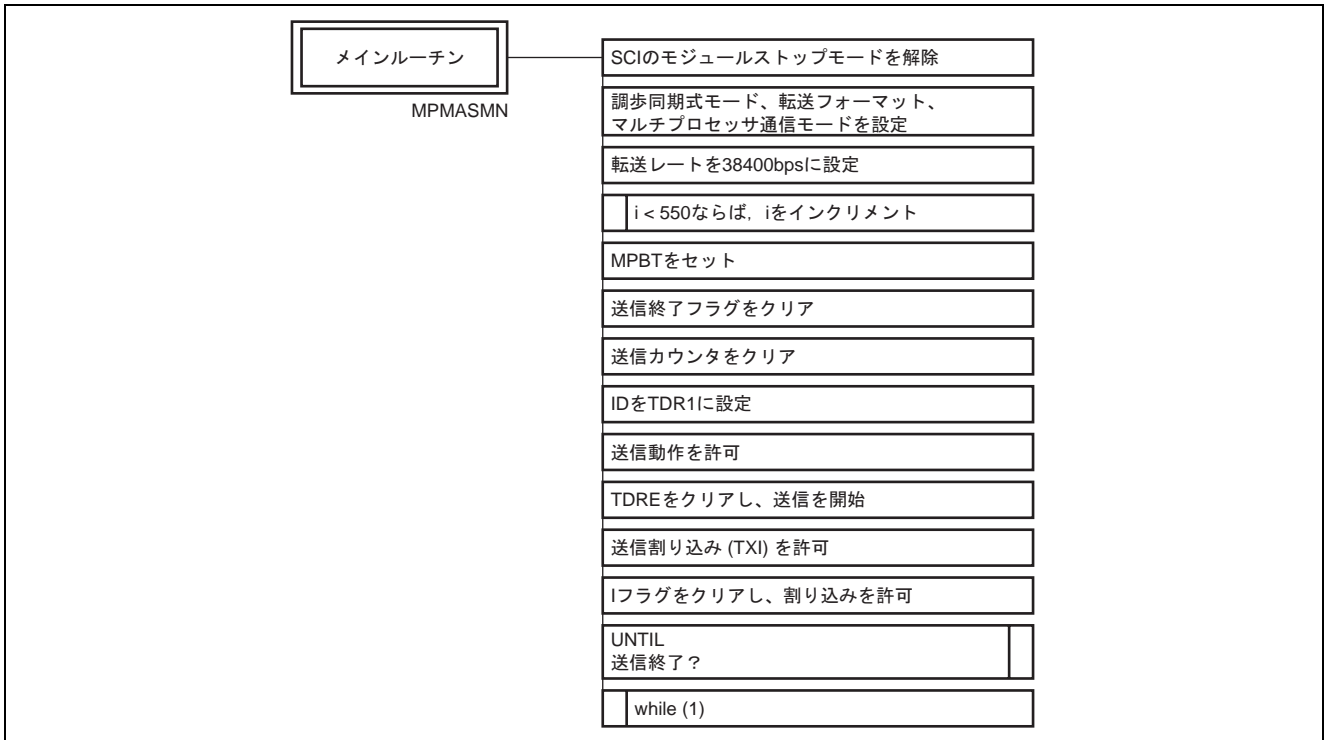 メインルーチン
MPMASMN
SCIのモジュールストップモードを解除
調歩同期式モード、転送フォーマット、
マルチプロセッサ通信モードを設定
転送レートを38400bpsに設定
i < 550ならば，iをインクリメント
MPBTをセット
送信終了フラグをクリア
送信カウンタをクリア
IDをTDR1に設定
送信動作を許可
TDREをクリアし、送信を開始
送信割り込み (TXI) を許可
Iフラグをクリアし、割り込みを許可
UNTIL
送信終了？
while (1)